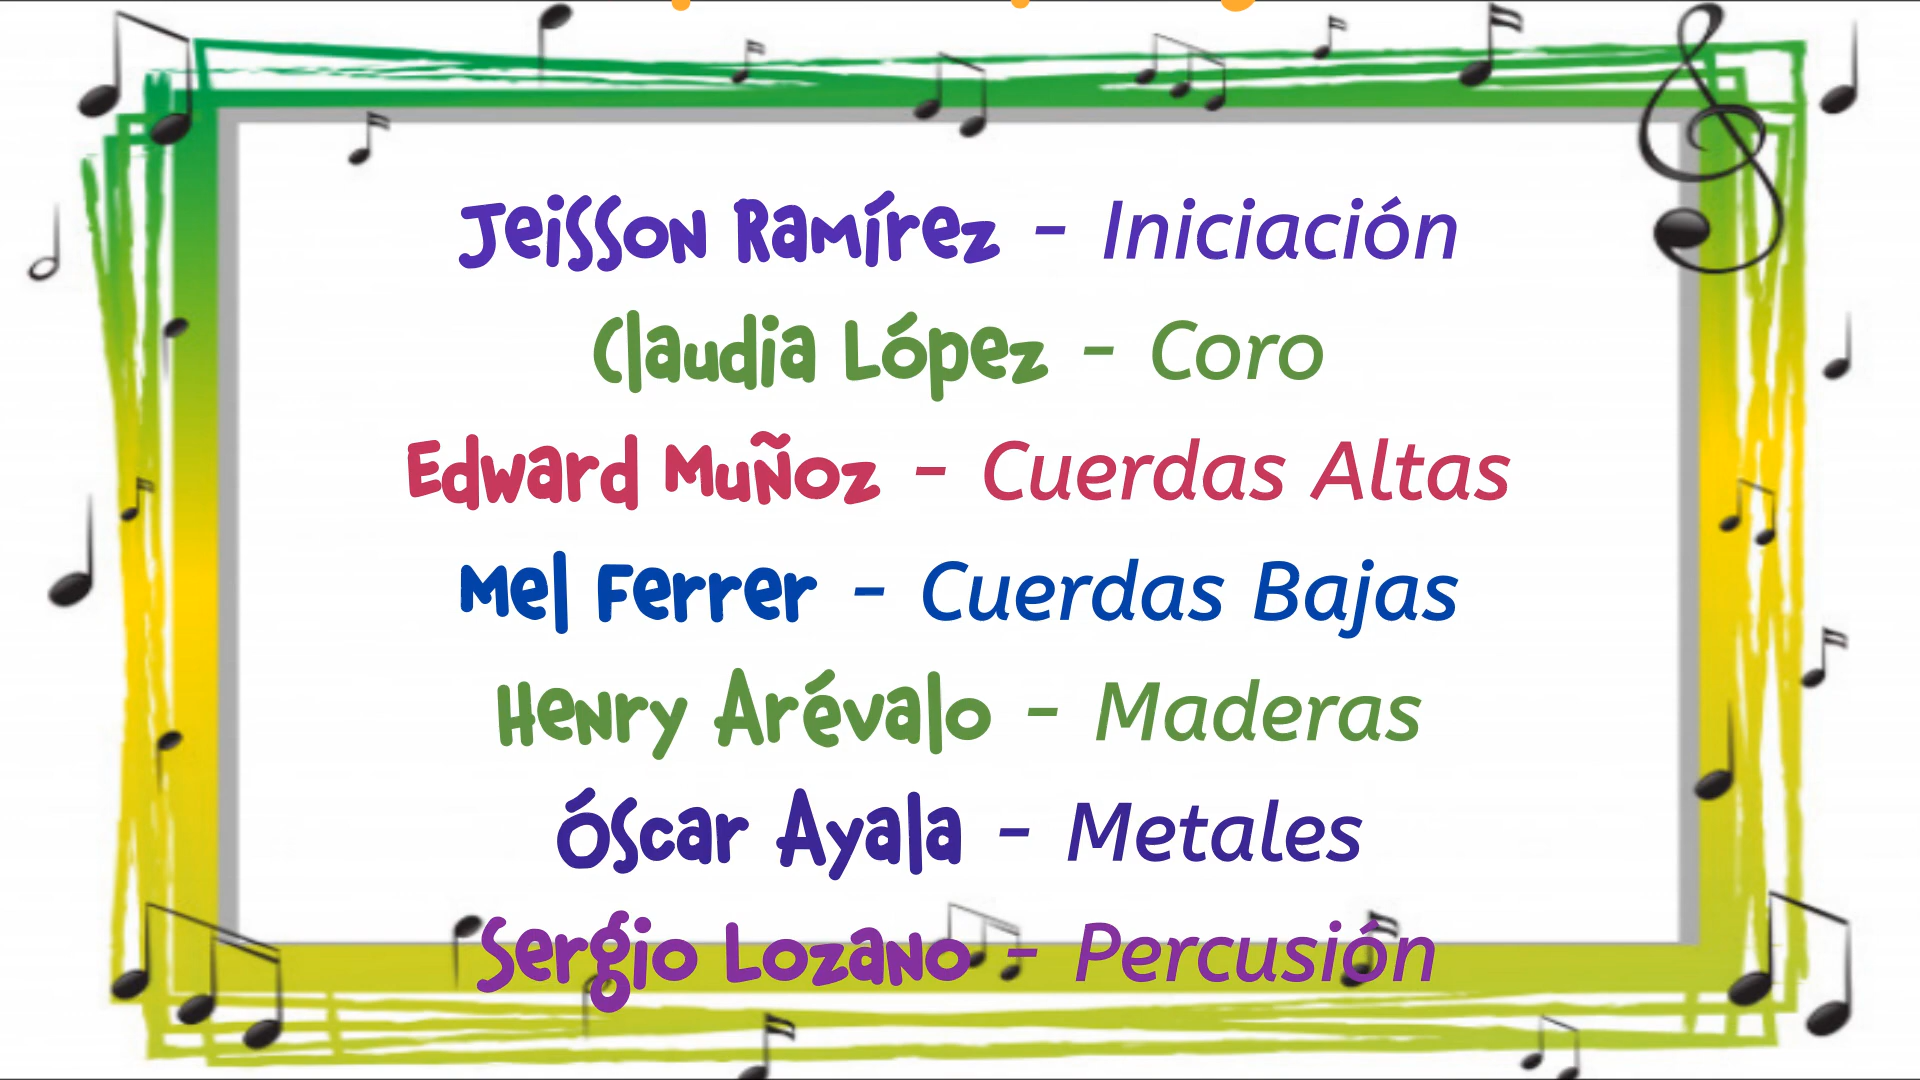 Jeisson Ramírez - Iniciación
Claudia López - Coro
Edward Muñoz - Cuerdas Altas
Mel Ferrer - Cuerdas Bajas
Henry Arévalo - Maderas
Óscar Ayala - Metales
Sergio Lozano - Percusión